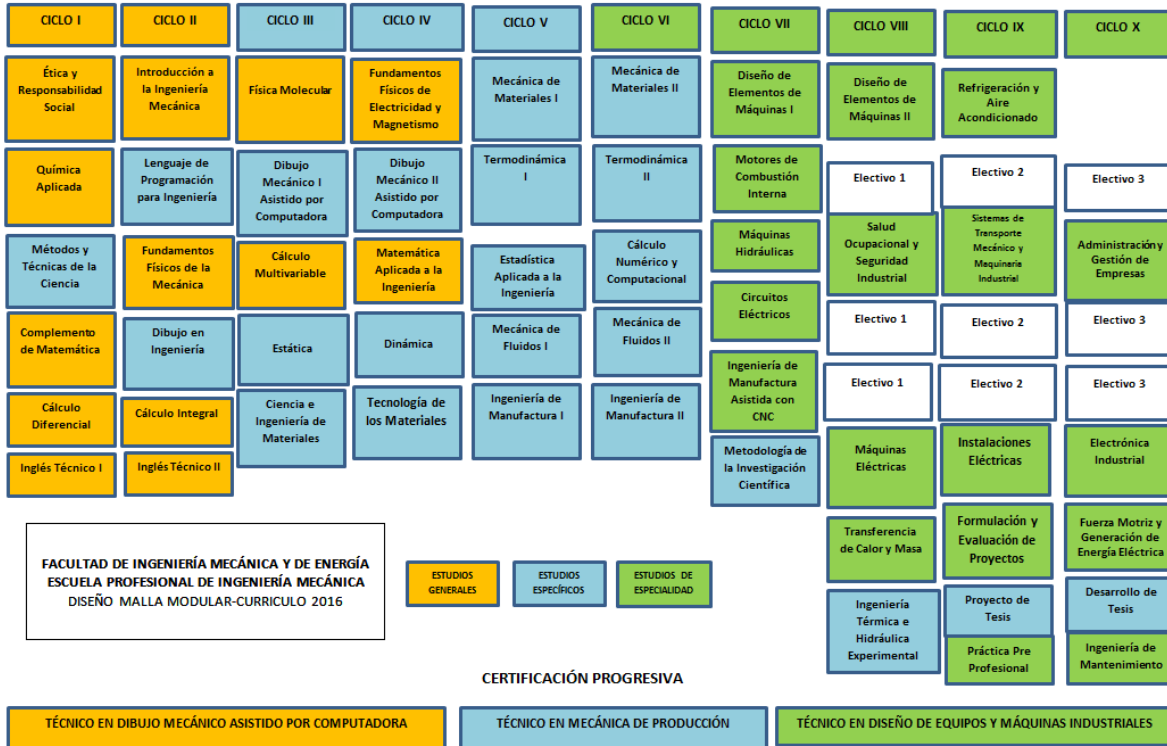 CICLO I
CICLO II
CICLO III
CICLO IV
CICLO V
CICLO VI
CICLO VII
CICLO VIII
CICLO IX
CICLO X
Ética y
Responsabilidad
Social
Introducción a
la Ingeniería
Mecánica
Física Molecular
Fundamentos
Físicos de
Electricidad y
Magnetismo
Mecánica de
Materiales I
Mecánica de
Materiales II
Diseño de
Elementos de
Máquinas I
Diseño de
Elementos de
Máquinas II
Refrigeración y
Aire
Acondicionado
Química
Aplicada
Lenguaje de
Programación
para Ingeniería
Dibujo
Mecánico I
Asistido por
Computadora
Dibujo
Mecánico II
Asistido por
Computadora
Termodinámica
I
Termodinámica
II
Motores de
Combustión
Interna
Electivo 1
Electivo 2
Electivo 3
Métodos y
Técnicas de la
Ciencia
Fundamentos
Físicos de la
Mecánica
Cálculo
Multivariable
Matemática
Aplicada a la
Ingeniería
Estadística
Aplicada a la
Ingeniería
Cálculo
Numérico y
Computacional
Máquinas
Hidráulicas
Salud
Ocupacional y
Seguridad
Industrial
Sistemas de
Transporte
Mecánico y
Maquinaria
Industrial
Administración y
Gestión de
Empresas
Complemento
de Matemática
Dibujo en
Ingeniería
Estática
Dinámica
Mecánica de
Fluidos I
Mecánica de
Fluidos II
Circuitos
Eléctricos
Electivo 1
Electivo 2
Electivo 3
Cálculo
Diferencial
Cálculo Integral
Ciencia e
Ingeniería de
Materiales
Tecnología de
los Materiales
Ingeniería de
Manufactura I
Ingeniería de
Manufactura II
Ingeniería de
Manufactura
Asistida con
CNC
Electivo 1
Electivo 2
Electivo 3
Inglés Técnico I
Inglés Técnico II
Metodología de
la Investigación
Científica
Máquinas
Eléctricas
Instalaciones
Eléctricas
Electrónica
Industrial
Transferencia
de Calor y Masa
Formulación y
Evaluación de
Proyectos
Fuerza Motriz y
Generación de
Energía Eléctrica
Ingeniería
Térmica e
Hidráulica
Experimental
Proyecto de
Tesis
Desarrollo de
Tesis
Práctica Pre
Profesional
Ingeniería de
Mantenimiento
FACULTAD DE INGENIERÍA MECÁNICA Y DE ENERGÍA
ESCUELA PROFESIONAL DE INGENIERÍA MECÁNICA
DISEÑO MALLA MODULAR-CURRICULO 2016
ESTUDIOS
GENERALES
ESTUDIOS
ESPECÍFICOS
ESTUDIOS DE
ESPECIALIDAD
CERTIFICACIÓN PROGRESIVA
TÉCNICO EN DIBUJO MECÁNICO ASISTIDO POR COMPUTADORA
TÉCNICO EN MECÁNICA DE PRODUCCIÓN
TÉCNICO EN DISEÑO DE EQUIPOS Y MÁQUINAS INDUSTRIALES